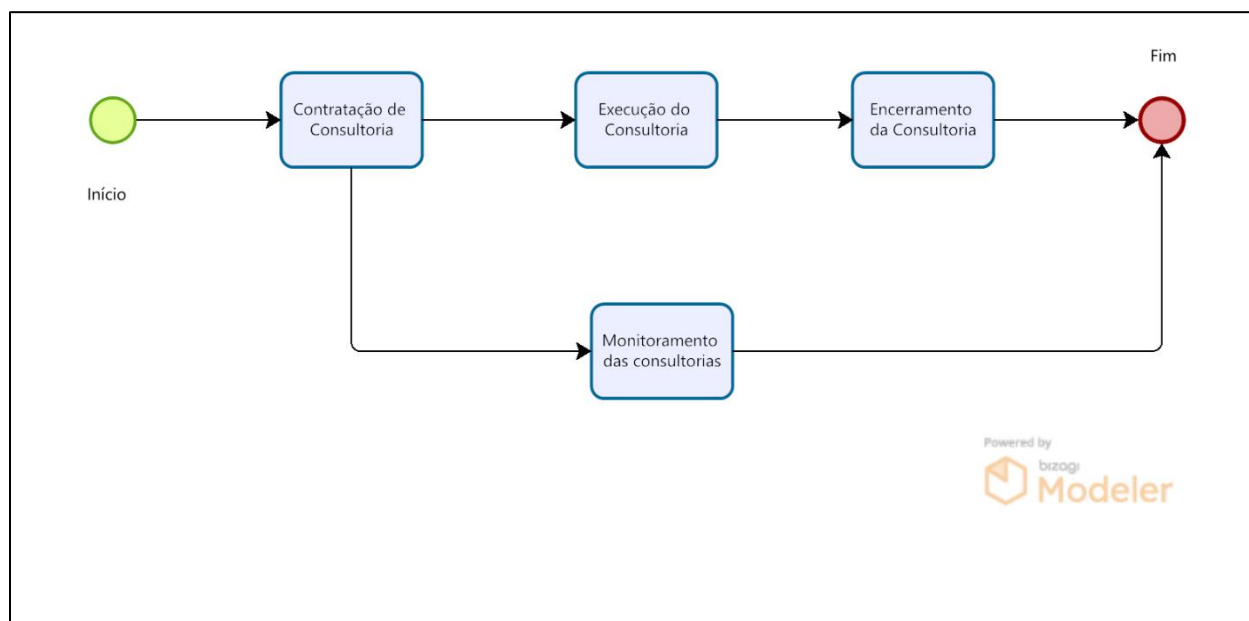 Fim
Contratação de
Consultoria
Execução do
Consultoria
Encerramento
da Consultoria
Início
Monitoramento
das consultorias
Powered by
bizagi
Modeler